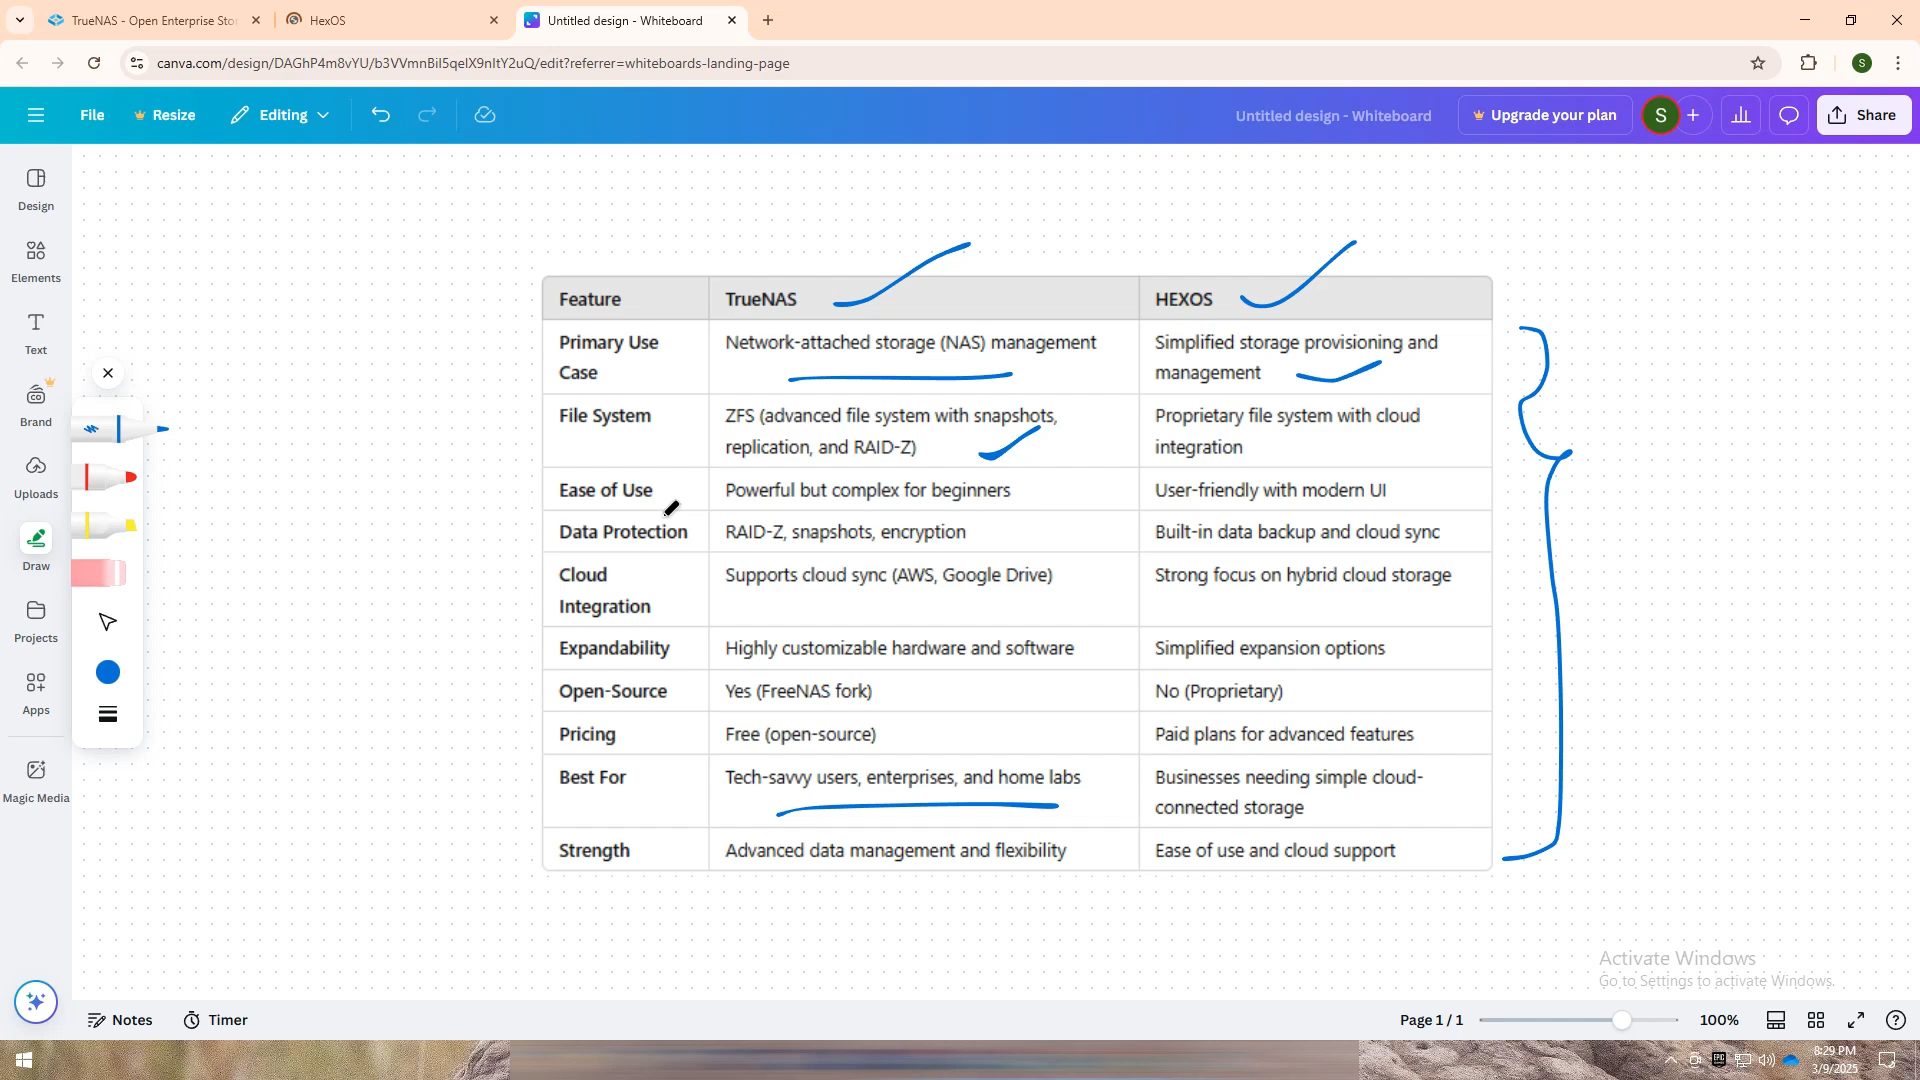 TrueNAS - Open Enterprise Sto
HexOS
Untitled design - Whiteboard
canva.com/design/DAGhP4m8vYU/b3VVmnBil5qelX9nItY2uQ/edit?referrer=whiteboards-landing-page
S
File
Resize
Editing
Untitled design - Whiteboard
Upgrade your plan
S
Share
Design
Elements
Text
Brand
Uploads
Draw
Projects
Apps
Magic Media
Feature TrueNAS HEXOS
Primary Use Case Network-attached storage (NAS) management Simplified storage provisioning and management
File System ZFS (advanced file system with snapshots, replication, and RAID-Z) Proprietary file system with cloud integration
Ease of Use Powerful but complex for beginners User-friendly with modern UI
Data Protection RAID-Z, snapshots, encryption Built-in data backup and cloud sync
Cloud Integration Supports cloud sync (AWS, Google Drive) Strong focus on hybrid cloud storage
Expandability Highly customizable hardware and software Simplified expansion options
Open-Source Yes (FreeNAS fork) No (Proprietary)
Pricing Free (open-source) Paid plans for advanced features
Best For Tech-savvy users, enterprises, and home labs Businesses needing simple cloud-connected storage
Strength Advanced data management and flexibility Ease of use and cloud support
Activate Windows
Go to Settings to activate Windows.
Notes
Timer
Page 1 / 1
100%
8:29 PM
3/9/2025